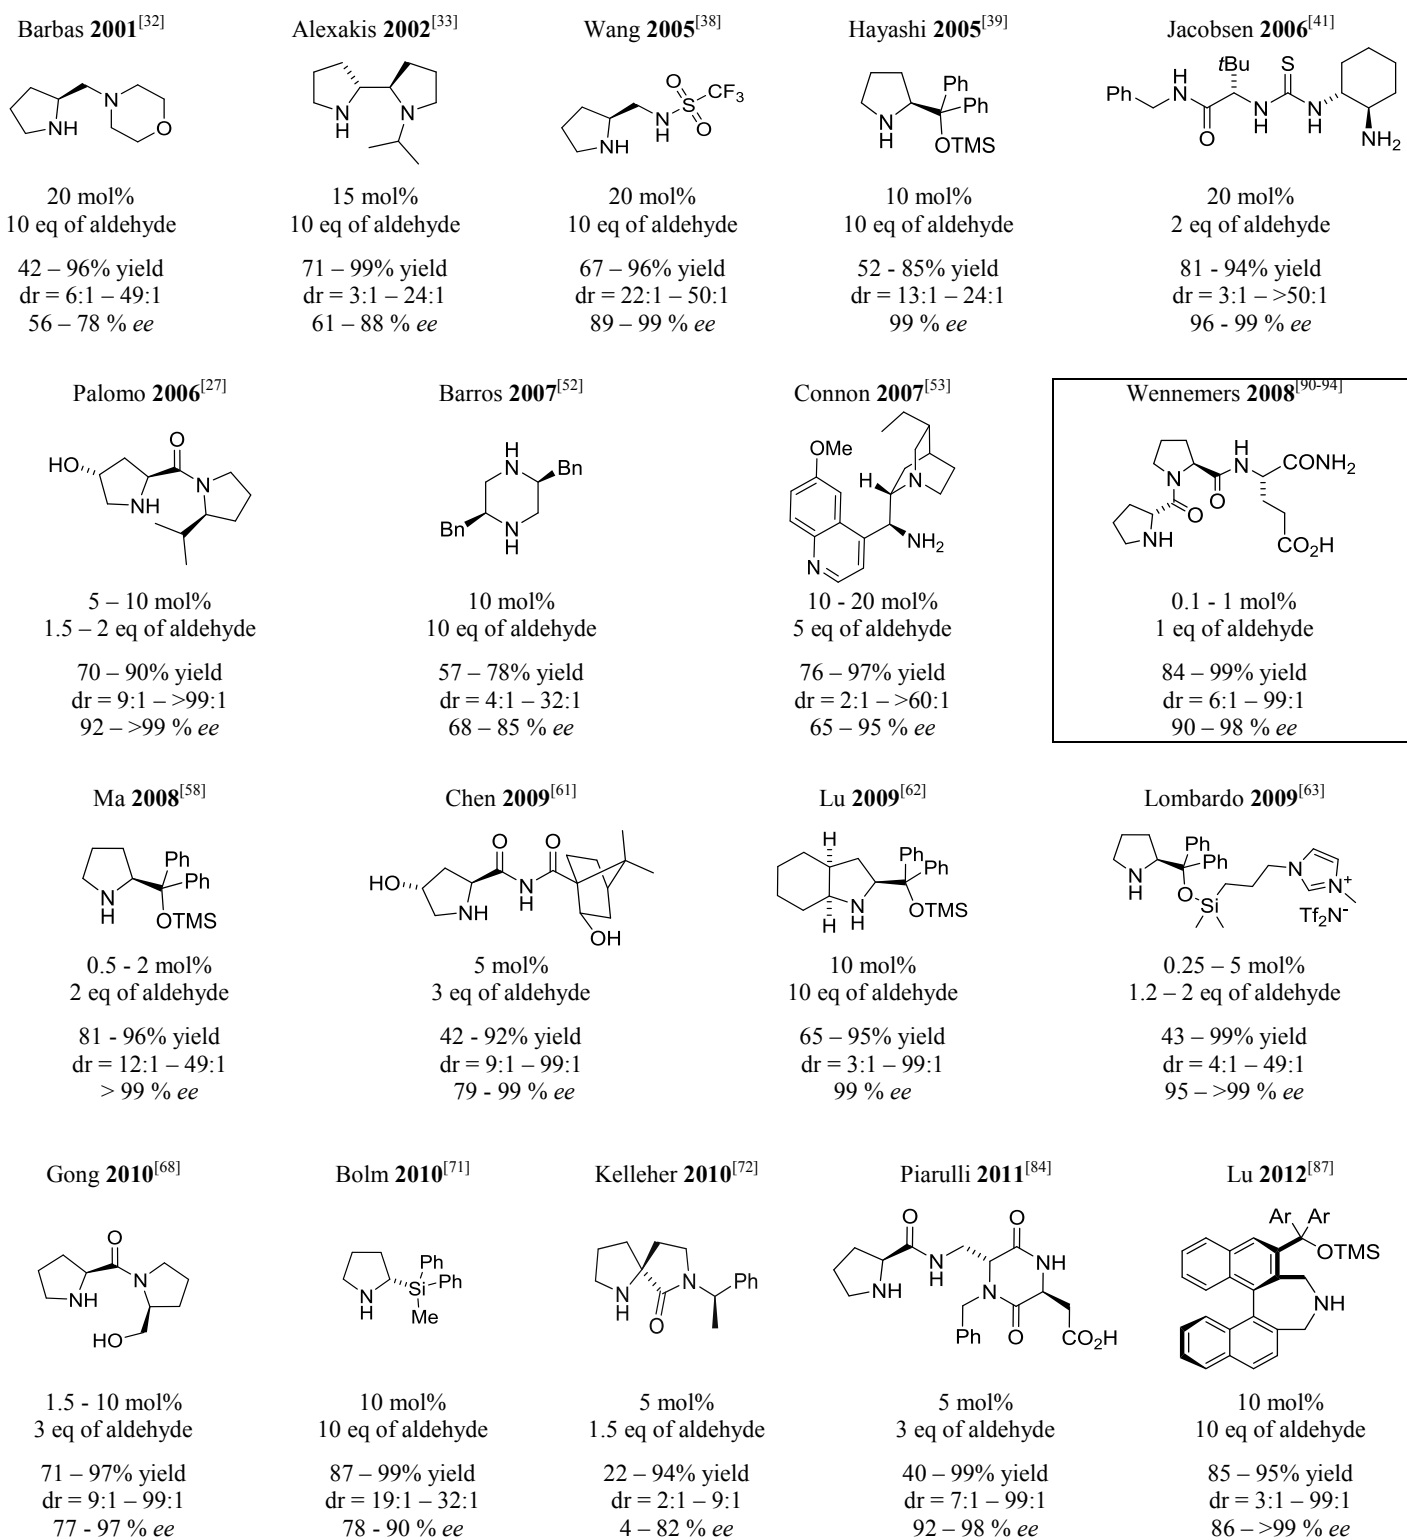 Barbas 2001[32]
NH
N
O
20 mol%
10 eq of aldehyde
42 – 96% yield
dr = 6:1 – 49:1
56 – 78 % ee
Alexakis 2002[33]
NH
N
15 mol%
10 eq of aldehyde
71 – 99% yield
dr = 3:1 – 24:1
61 – 88 % ee
Wang 2005[38]
O
S
CF3
N
H
O
NH
20 mol%
10 eq of aldehyde
67 – 96% yield
dr = 22:1 – 50:1
89 – 99 % ee
Hayashi 2005[39]
Ph
Ph
N
H
OTMS
10 mol%
10 eq of aldehyde
52 - 85% yield
dr = 13:1 – 24:1
99 % ee
Jacobsen 2006[41]
tBu
S
H
N
Ph
O
N
H
N
H
NH2
20 mol%
2 eq of aldehyde
81 - 94% yield
dr = 3:1 – >50:1
96 - 99 % ee
Palomo 2006[27]
O
HO
N
NH
5 – 10 mol%
1.5 – 2 eq of aldehyde
70 – 90% yield
dr = 9:1 – >99:1
92 – >99 % ee
Barros 2007[52]
H
N
Bn
Bn
N
H
10 mol%
10 eq of aldehyde
57 – 78% yield
dr = 4:1 – 32:1
68 – 85 % ee
Connon 2007[53]
OMe
H
N
NH2
N
10 - 20 mol%
5 eq of aldehyde
76 – 97% yield
dr = 2:1 – >60:1
65 – 95 % ee
Wennemers 2008[90-94]
H
N
CONH2
N
O
O
NH
CO2H
0.1 - 1 mol%
1 eq of aldehyde
84 – 99% yield
dr = 6:1 – 99:1
90 – 98 % ee
Ma 2008[58]
Ph
Ph
N
H
OTMS
0.5 - 2 mol%
2 eq of aldehyde
81 - 96% yield
dr = 12:1 – 49:1
> 99 % ee
Chen 2009[61]
O
O
HO
N
H
NH
OH
5 mol%
3 eq of aldehyde
42 - 92% yield
dr = 9:1 – 99:1
79 - 99 % ee
Lu 2009[62]
H
Ph
Ph
OTMS
H
N
H
10 mol%
10 eq of aldehyde
65 – 95% yield
dr = 3:1 – 99:1
99 % ee
Lombardo 2009[63]
Ph
Ph
N
H
O
Si
N
N+
Tf2N-
0.25 – 5 mol%
1.2 – 2 eq of aldehyde
43 – 99% yield
dr = 4:1 – 49:1
95 – >99 % ee
Gong 2010[68]
O
N
NH
HO
1.5 - 10 mol%
3 eq of aldehyde
71 – 97% yield
dr = 9:1 – 99:1
77 - 97 % ee
Bolm 2010[71]
Ph
Si
Ph
N
H
Me
10 mol%
10 eq of aldehyde
87 – 99% yield
dr = 19:1 – 32:1
78 - 90 % ee
Kelleher 2010[72]
N
Ph
N
H
O
5 mol%
1.5 eq of aldehyde
22 – 94% yield
dr = 2:1 – 9:1
4 – 82 % ee
Piarulli 2011[84]
O
O
N
H
NH
NH
N
Ph
O
CO2H
5 mol%
3 eq of aldehyde
40 – 99% yield
dr = 7:1 – 99:1
92 – 98 % ee
Lu 2012[87]
Ar
Ar
OTMS
NH
10 mol%
10 eq of aldehyde
85 – 95% yield
dr = 3:1 – 99:1
86 – >99 % ee